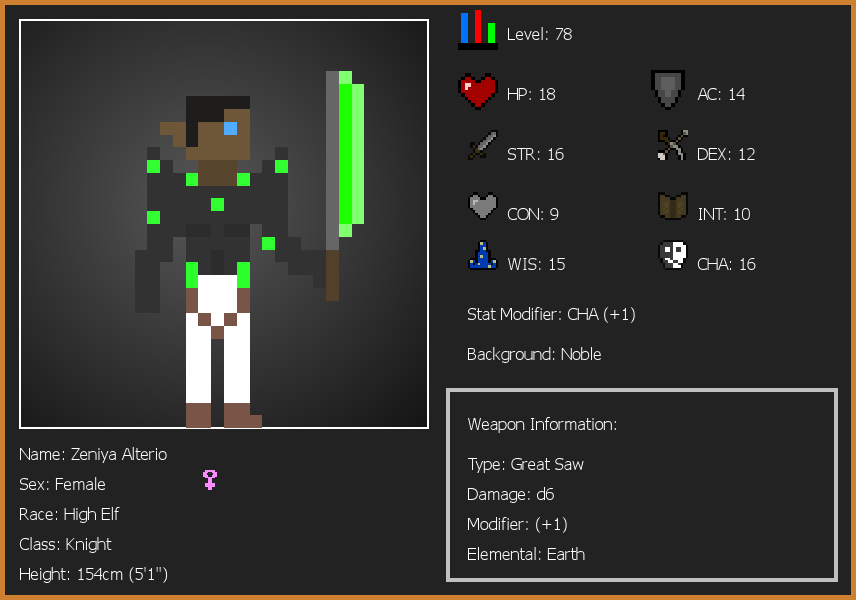 Level: 78
HP: 18
AC: 14
STR: 16
DEX: 12
CON: 9
INT: 10
WIS: 15
CHA: 16
Stat Modifier: CHA (+1)
Background: Noble
Weapon Information:
Type: Great Saw
Damage: d6
Modifier: (+1)
Elemental: Earth
Name: Zeniya Alterio
Sex: Female
Race: High Elf
Class: Knight
Height: 154cm (5'1")